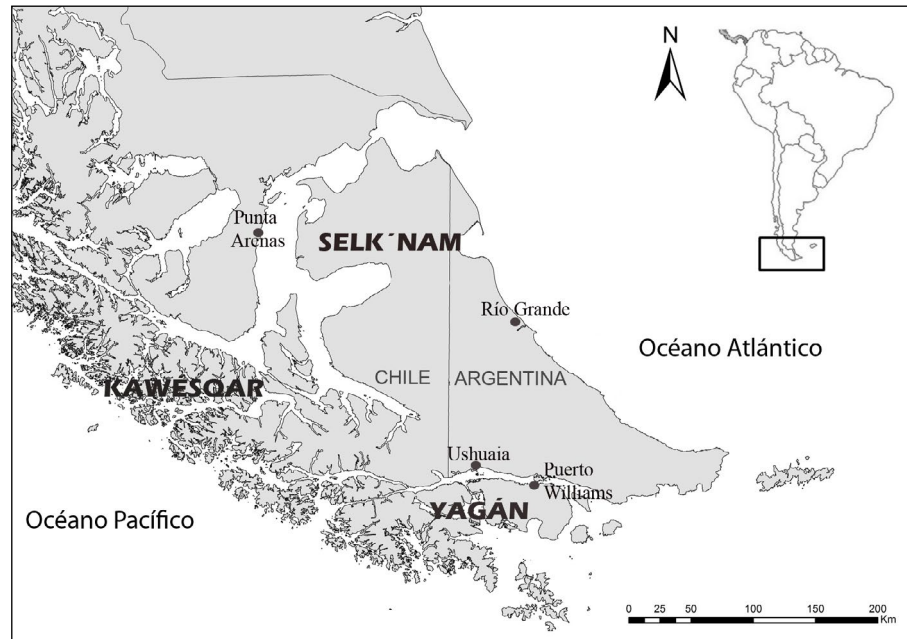 N
Punta
Arenas
SELK´NAM
Río Grande
Océano Atlántico
CHILE
ARGENTINA
KAWESQAR
Ushuaia
Puerto
Williams
YAGÁN
Océano Pacífico
0 25 50 100 150 200
Km